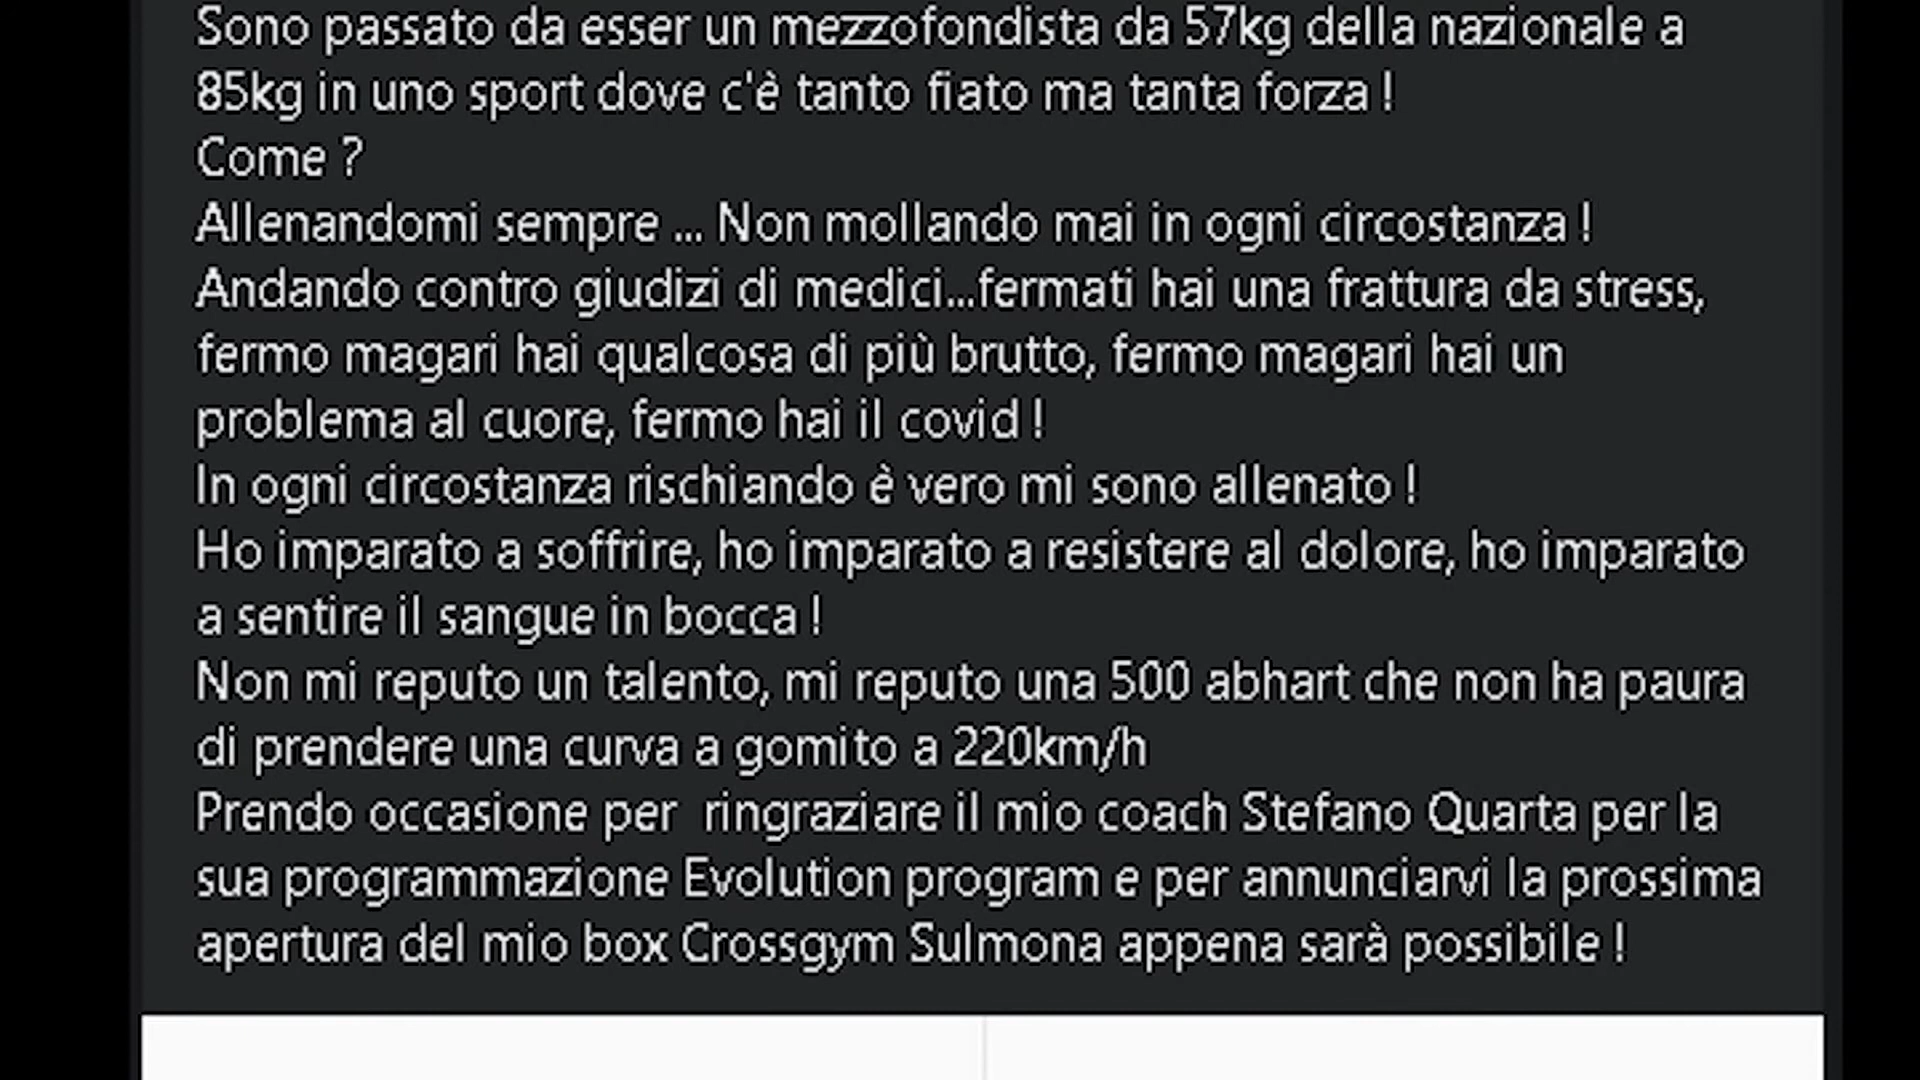 Sono passato da esser un mezzofondista da 57kg della nazionale a
85kg in uno sport dove c'è tanto fiato ma tanta forza !
Come ?
Allenandomi sempre ... Non mollando mai in ogni circostanza !
Andando contro giudizi di medici...fermati hai una frattura da stress,
fermo magari hai qualcosa di più brutto, fermo magari hai un
problema al cuore, fermo hai il covid !
In ogni circostanza rischiando è vero mi sono allenato !
Ho imparato a soffrire, ho imparato a resistere al dolore, ho imparato
a sentire il sangue in bocca !
Non mi reputo un talento, mi reputo una 500 abhart che non ha paura
di prendere una curva a gomito a 220km/h
Prendo occasione per  ringraziare il mio coach Stefano Quarta per la
sua programmazione Evolution program e per annunciarvi la prossima
apertura del mio box Crossgym Sulmona appena sarà possibile !